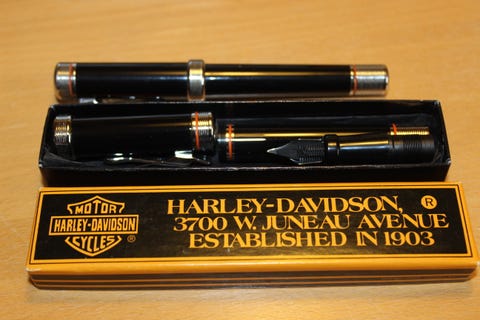 MOTOR
HARLEY-DAVIDSON
CYCLES ®
HARLEY-DAVIDSON, ®
3700 W. JUNEAU AVENUE
ESTABLISHED IN 1903